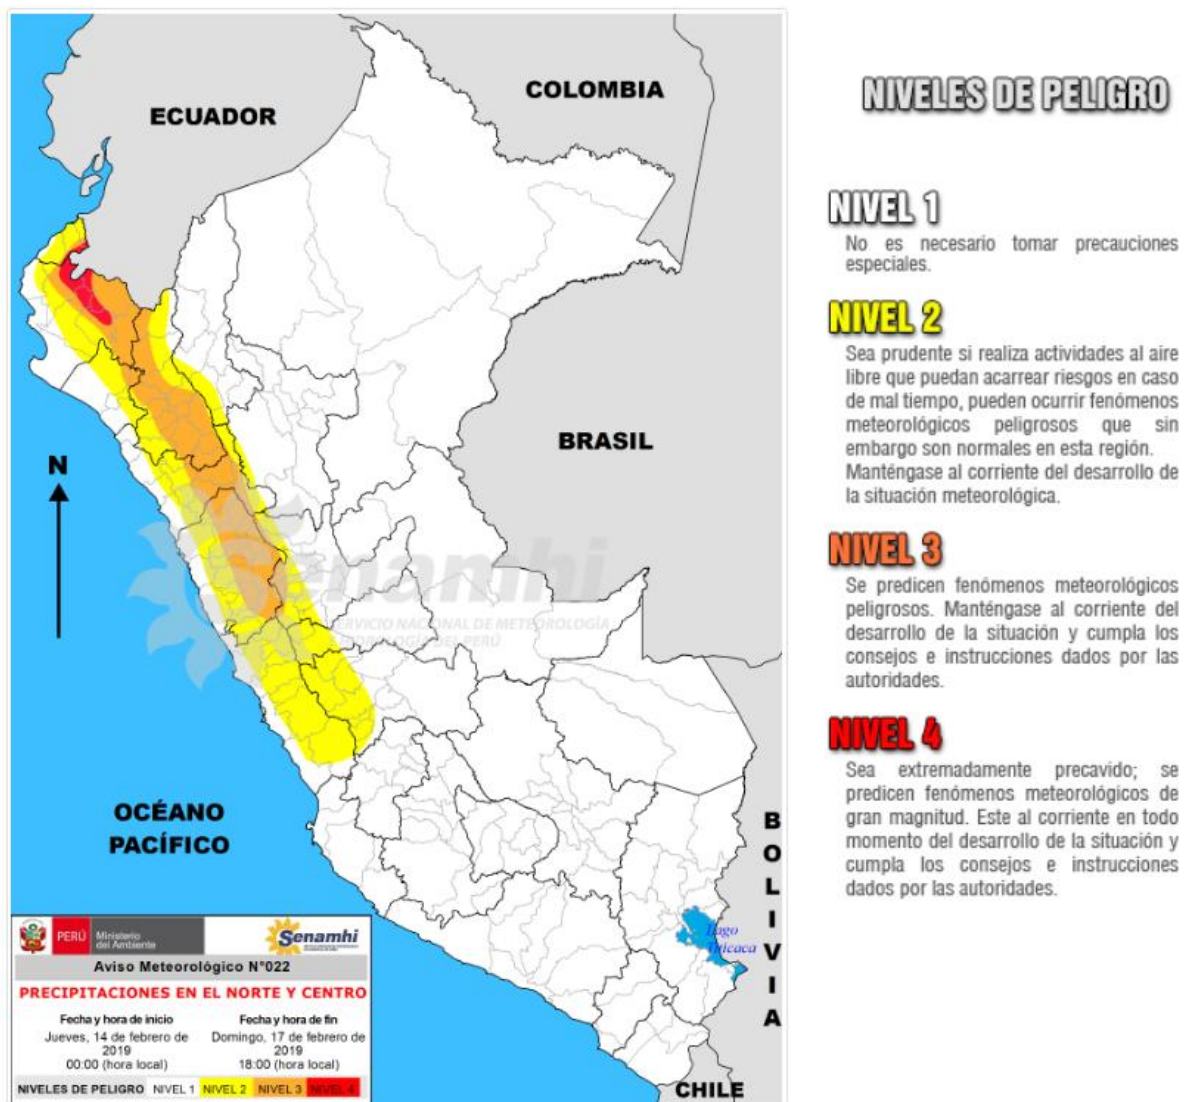 ECUADOR
COLOMBIA
BRASIL
N
OCÉANO
PACÍFICO
BOLIVIA
CHILE
Lago
Titicaca
Senamhi
SERVICIO NACIONAL DE METEOROLOGÍA
HIDROLOGÍA DEL PERÚ
PERÚ
Ministerio
del Ambiente
Senamhi
Aviso Meteorológico N°022
PRECIPITACIONES EN EL NORTE Y CENTRO
Fecha y hora de inicio
Jueves, 14 de febrero de
2019
00:00 (hora local)
Fecha y hora de fin
Domingo, 17 de febrero de
2019
18:00 (hora local)
NIVELES DE PELIGRO NIVEL 1 NIVEL 2 NIVEL 3 NIVEL 4
NIVELES DE PELIGRO
NIVEL 1
No es necesario tomar precauciones
especiales.
NIVEL 2
Sea prudente si realiza actividades al aire
libre que puedan acarrear riesgos en caso
de mal tiempo, pueden ocurrir fenómenos
meteorológicos peligrosos que sin
embargo son normales en esta región.
Manténgase al corriente del desarrollo de
la situación meteorológica.
NIVEL 3
Se predicen fenómenos meteorológicos
peligrosos. Manténgase al corriente del
desarrollo de la situación y cumpla los
consejos e instrucciones dados por las
autoridades.
NIVEL 4
Sea extremadamente precavido; se
predicen fenómenos meteorológicos de
gran magnitud. Este al corriente en todo
momento del desarrollo de la situación y
cumpla los consejos e instrucciones
dados por las autoridades.